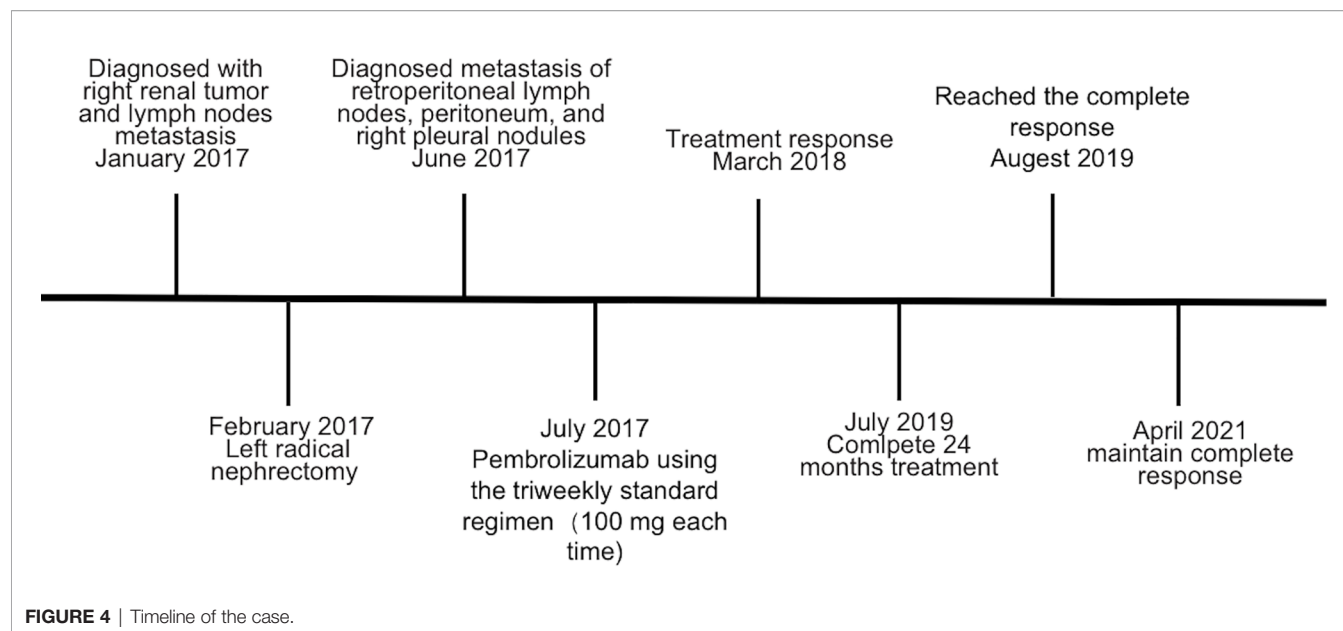 Diagnosed with
right renal tumor
and lymph nodes
metastasis
January 2017
Diagnosed metastasis of
retroperitoneal lymph
nodes, peritoneum, and
right pleural nodules
June 2017
Treatment response
March 2018
Reached the complete
response
Augest 2019
February 2017
Left radical
nephrectomy
July 2017
Pembrolizumab using
the triweekly standard
regimen （100 mg each
time)
July 2019
Comlpete 24
months treatment
April 2021
maintain complete
response
FIGURE 4 | Timeline of the case.